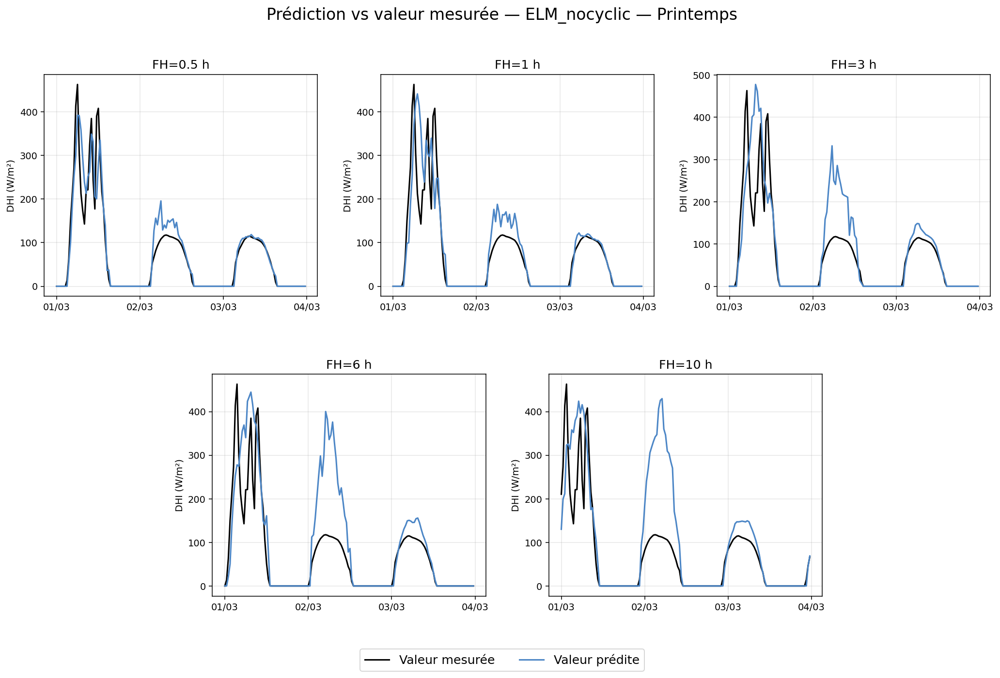 Prédiction vs valeur mesurée — ELM_nocyclic — Printemps
FH=0.5 h
DHI (W/m²)
400
300
200
100
0
01/03 02/03 03/03 04/03
FH=1 h
DHI (W/m²)
400
300
200
100
0
01/03 02/03 03/03 04/03
FH=3 h
DHI (W/m²)
500
400
300
200
100
0
01/03 02/03 03/03 04/03
FH=6 h
DHI (W/m²)
400
300
200
100
0
01/03 02/03 03/03 04/03
FH=10 h
DHI (W/m²)
400
300
200
100
0
01/03 02/03 03/03 04/03
Valeur mesurée Valeur prédite